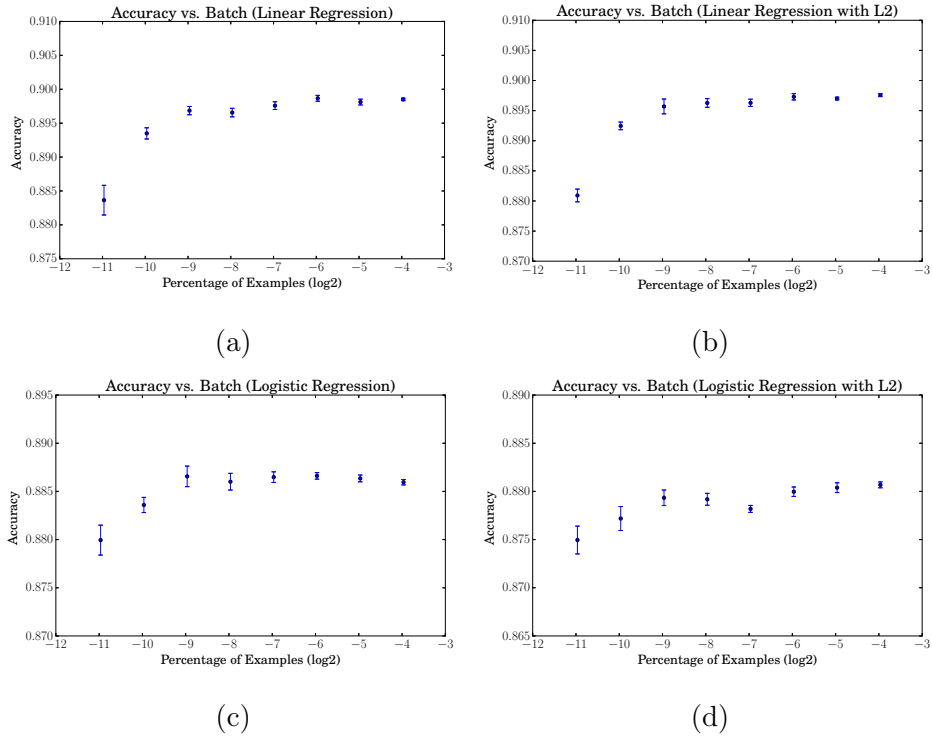 Accuracy vs. Batch (Linear Regression)
0.910
0.905
0.900
0.895
0.890
0.885
0.880
0.875
Accuracy
−12 −11 −10 −9 −8 −7 −6 −5 −4 −3
Percentage of Examples (log2)
(a)
Accuracy vs. Batch (Linear Regression with L2)
0.910
0.905
0.900
0.895
0.890
0.885
0.880
0.875
0.870
Accuracy
−12 −11 −10 −9 −8 −7 −6 −5 −4 −3
Percentage of Examples (log2)
(b)
Accuracy vs. Batch (Logistic Regression)
0.895
0.890
0.885
0.880
0.875
0.870
Accuracy
−12 −11 −10 −9 −8 −7 −6 −5 −4 −3
Percentage of Examples (log2)
(c)
Accuracy vs. Batch (Logistic Regression with L2)
0.890
0.885
0.880
0.875
0.870
0.865
Accuracy
−12 −11 −10 −9 −8 −7 −6 −5 −4 −3
Percentage of Examples (log2)
(d)